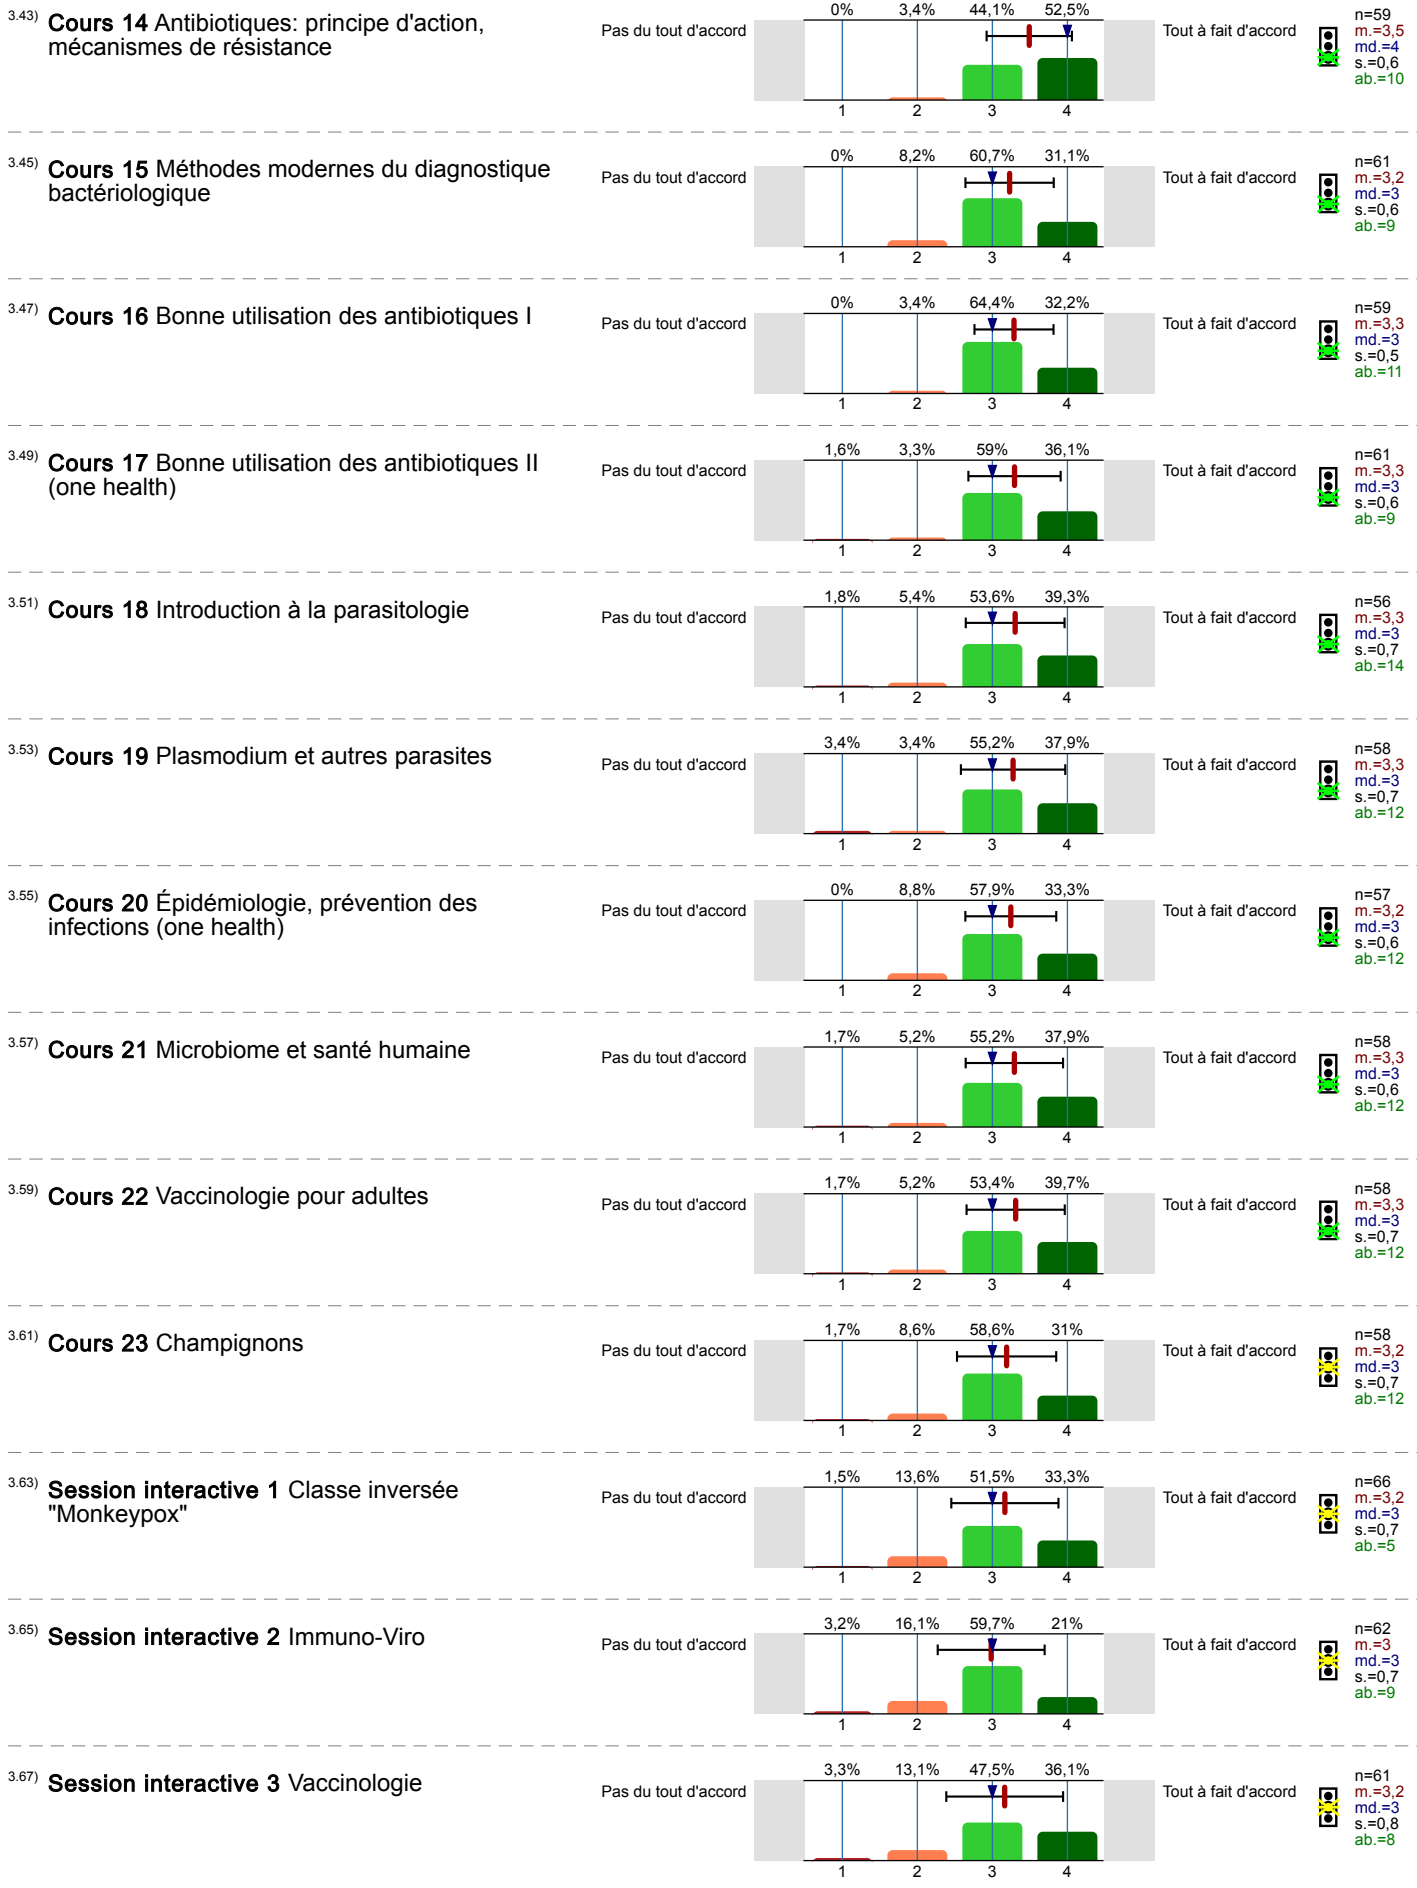 3.43) Cours 14 Antibiotiques: principe d'action,
mécanismes de résistance
Pas du tout d'accord
0% 3,4% 44,1% 52,5%
1 2 3 4
Tout à fait d'accord
n=59
m.=3,5
md.=4
s.=0,6
ab.=10
3.45) Cours 15 Méthodes modernes du diagnostique
bactériologique
Pas du tout d'accord
0% 8,2% 60,7% 31,1%
1 2 3 4
Tout à fait d'accord
n=61
m.=3,2
md.=3
s.=0,6
ab.=9
3.47) Cours 16 Bonne utilisation des antibiotiques I
Pas du tout d'accord
0% 3,4% 64,4% 32,2%
1 2 3 4
Tout à fait d'accord
n=59
m.=3,3
md.=3
s.=0,5
ab.=11
3.49) Cours 17 Bonne utilisation des antibiotiques II
(one health)
Pas du tout d'accord
1,6% 3,3% 59% 36,1%
1 2 3 4
Tout à fait d'accord
n=61
m.=3,3
md.=3
s.=0,6
ab.=9
3.51) Cours 18 Introduction à la parasitologie
Pas du tout d'accord
1,8% 5,4% 53,6% 39,3%
1 2 3 4
Tout à fait d'accord
n=56
m.=3,3
md.=3
s.=0,7
ab.=14
3.53) Cours 19 Plasmodium et autres parasites
Pas du tout d'accord
3,4% 3,4% 55,2% 37,9%
1 2 3 4
Tout à fait d'accord
n=58
m.=3,3
md.=3
s.=0,7
ab.=12
3.55) Cours 20 Épidémiologie, prévention des
infections (one health)
Pas du tout d'accord
0% 8,8% 57,9% 33,3%
1 2 3 4
Tout à fait d'accord
n=57
m.=3,2
md.=3
s.=0,6
ab.=12
3.57) Cours 21 Microbiome et santé humaine
Pas du tout d'accord
1,7% 5,2% 55,2% 37,9%
1 2 3 4
Tout à fait d'accord
n=58
m.=3,3
md.=3
s.=0,6
ab.=12
3.59) Cours 22 Vaccinologie pour adultes
Pas du tout d'accord
1,7% 5,2% 53,4% 39,7%
1 2 3 4
Tout à fait d'accord
n=58
m.=3,3
md.=3
s.=0,7
ab.=12
3.61) Cours 23 Champignons
Pas du tout d'accord
1,7% 8,6% 58,6% 31%
1 2 3 4
Tout à fait d'accord
n=58
m.=3,2
md.=3
s.=0,7
ab.=12
3.63) Session interactive 1 Classe inversée
"Monkeypox"
Pas du tout d'accord
1,5% 13,6% 51,5% 33,3%
1 2 3 4
Tout à fait d'accord
n=66
m.=3,2
md.=3
s.=0,7
ab.=5
3.65) Session interactive 2 Immuno-Viro
Pas du tout d'accord
3,2% 16,1% 59,7% 21%
1 2 3 4
Tout à fait d'accord
n=62
m.=3
md.=3
s.=0,7
ab.=9
3.67) Session interactive 3 Vaccinologie
Pas du tout d'accord
3,3% 13,1% 47,5% 36,1%
1 2 3 4
Tout à fait d'accord
n=61
m.=3,2
md.=3
s.=0,8
ab.=8